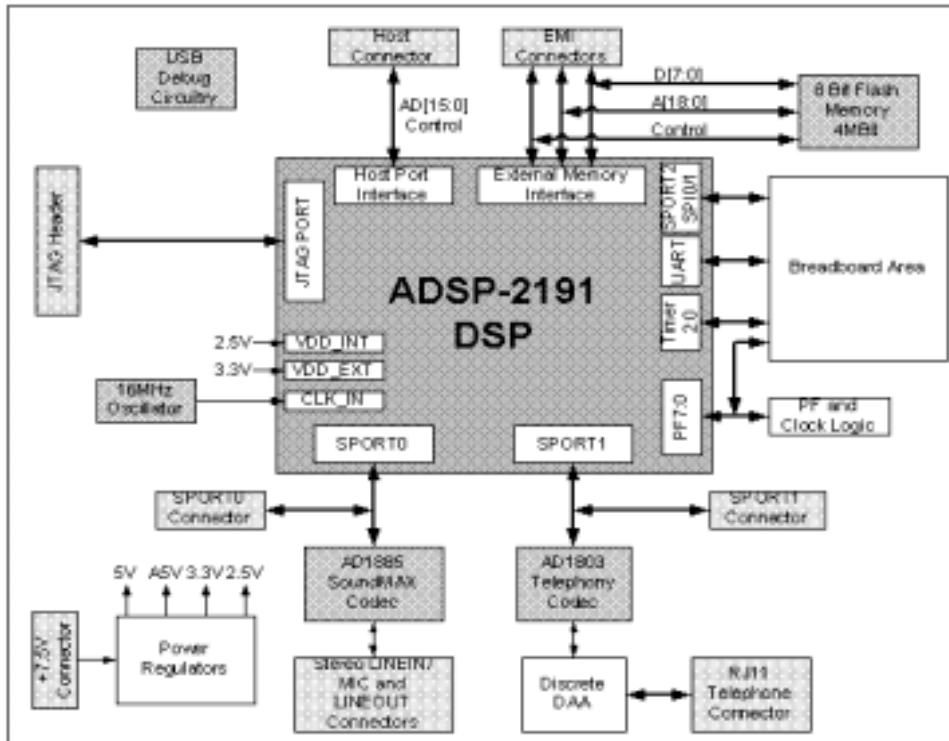 USB
Debug
Circuitry
Host
Connector
EMI
Connectors
AD[15:0]
Control
D[7:0]
A[18:0]
Control
8 Bit Flash
Memory
4MBit
JTAG Header
JTAG PORT
Host Port
Interface
External Memory
Interface
SPORT2
SPI0/1
UART
Timer
2:0
PF7:0
Breadboard Area
ADSP-2191
DSP
2.5V
VDD_INT
3.3V
VDD_EXT
16MHz
Oscillator
CLK_IN
SPORT0
SPORT1
PF and
Clock Logic
SPORT0
Connector
SPORT1
Connector
AD1885
SoundMAX
Codec
AD1803
Telephony
Codec
5V
A5V
3.3V
2.5V
+7.5V
Connector
Power
Regulators
Stereo LINEIN/
MIC and
LINEOUT
Connectors
Discrete
DAA
RJ11
Telephone
Connector